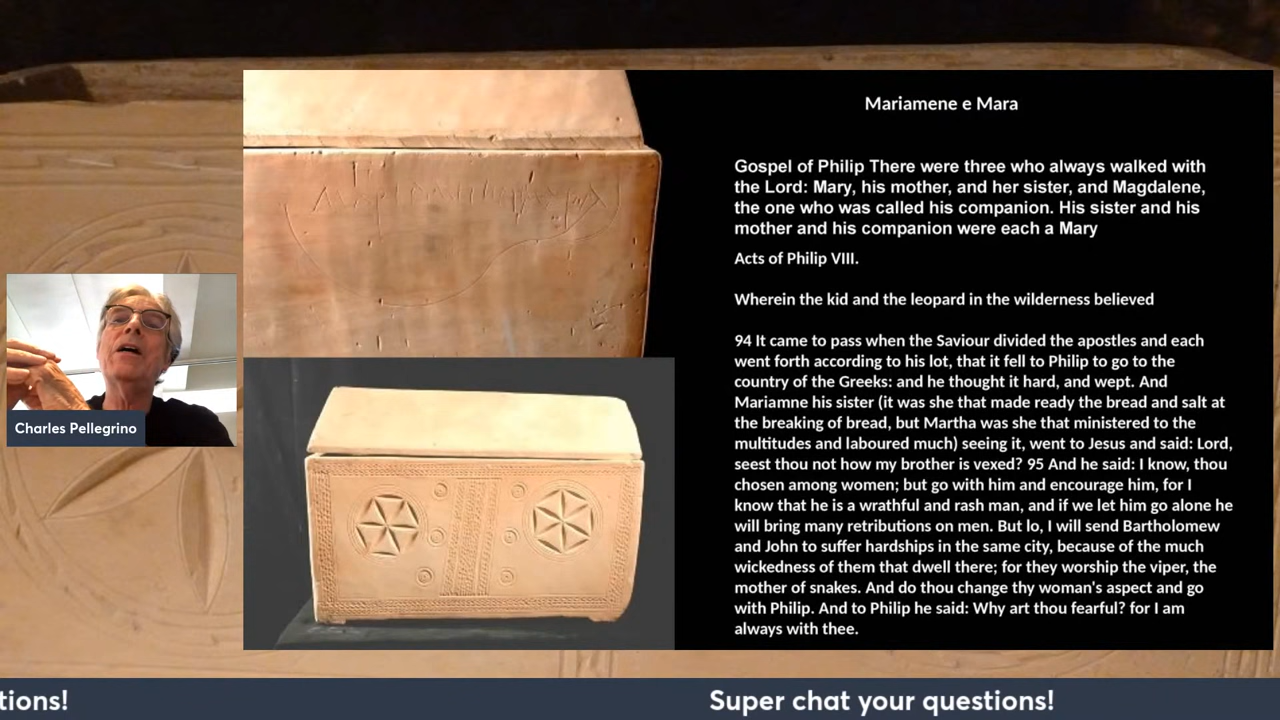 Mariamene e Mara
Gospel of Philip There were three who always walked with
the Lord: Mary, his mother, and her sister, and Magdalene,
the one who was called his companion. His sister and his
mother and his companion were each a Mary
Acts of Philip VIII.
Wherein the kid and the leopard in the wilderness believed
94 It came to pass when the Saviour divided the apostles and each
went forth according to his lot, that it fell to Philip to go to the
country of the Greeks: and he thought it hard, and wept. And
Mariamne his sister (it was she that made ready the bread and salt at
the breaking of bread, but Martha was she that ministered to the
multitudes and laboured much) seeing it, went to Jesus and said: Lord,
seest thou not how my brother is vexed? 95 And he said: I know, thou
chosen among women; but go with him and encourage him, for I
know that he is a wrathful and rash man, and if we let him go alone he
will bring many retributions on men. But lo, I will send Bartholomew
and John to suffer hardships in the same city, because of the much
wickedness of them that dwell there; for they worship the viper, the
mother of snakes. And do thou change thy woman's aspect and go
with Philip. And to Philip he said: Why art thou fearful? for I am
always with thee.
Charles Pellegrino
tions!
Super chat your questions!